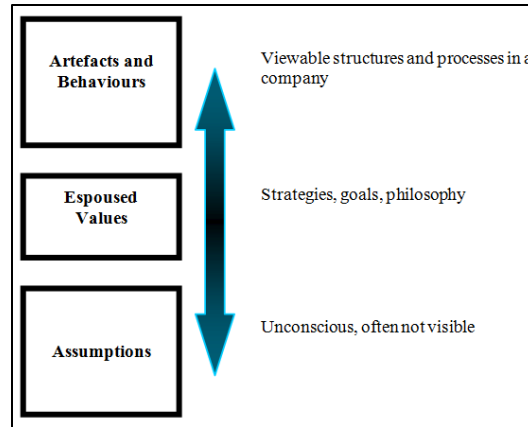 Artefacts and
Behaviours
Viewable structures and processes in a
company
Espoused
Values
Strategies, goals, philosophy
Assumptions
Unconscious, often not visible